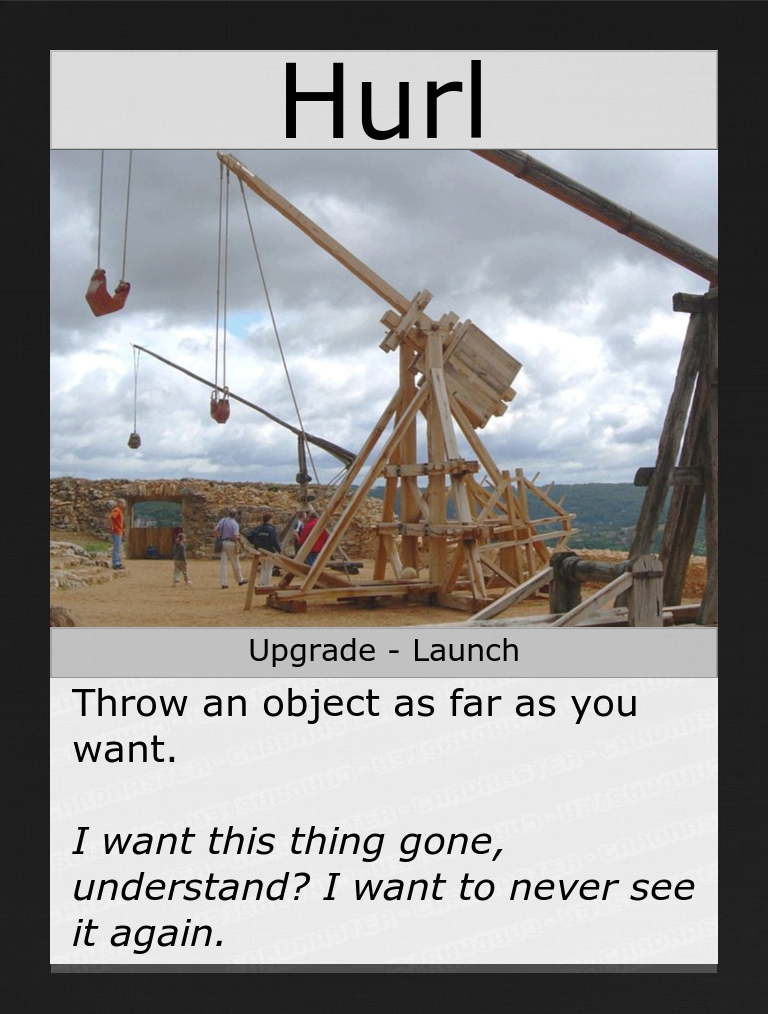 Hurl
Upgrade - Launch
Throw an object as far as you
want.
I want this thing gone,
understand? I want to never see
it again.